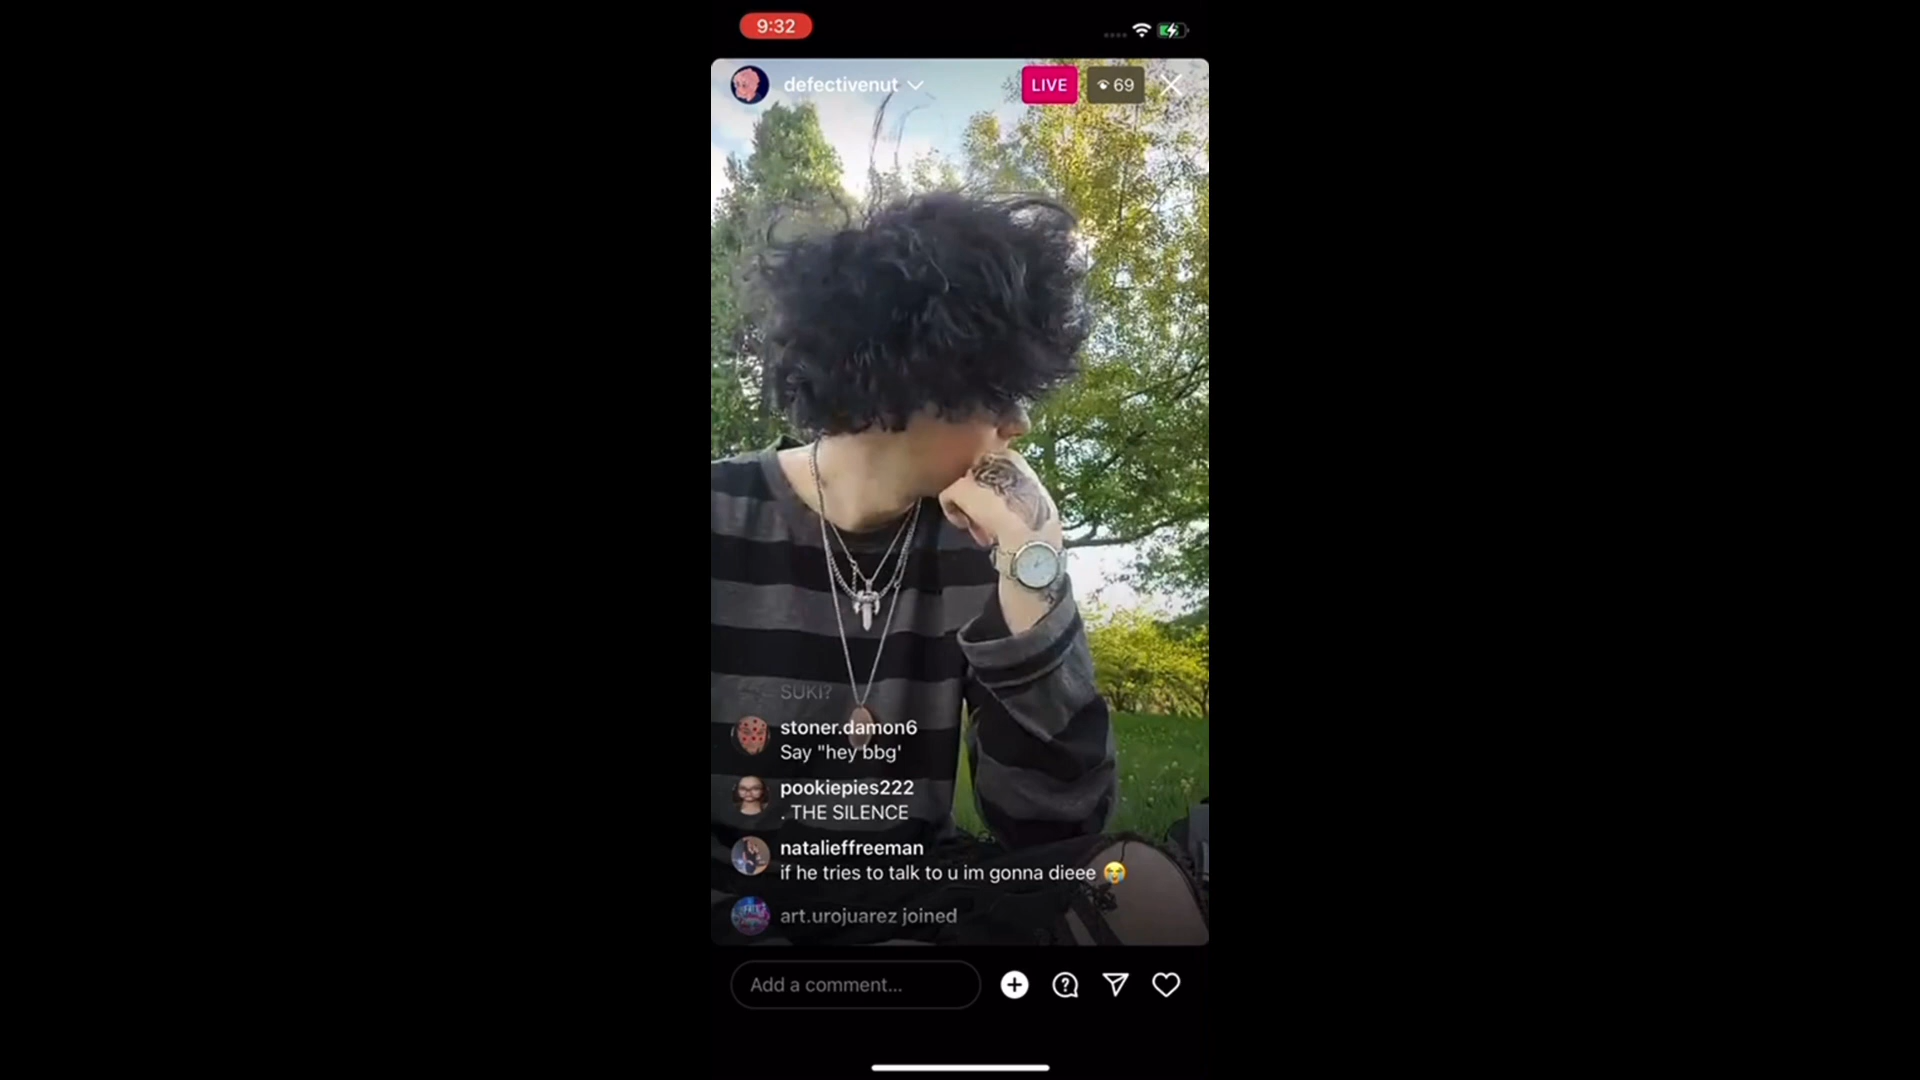 9:32
defectivenut
LIVE
69
SUKI?
stoner.damon6
Say "hey bbg'
pookiepies222
. THE SILENCE
natalieffreeman
if he tries to talk to u im gonna dieee 😭
art.urojuarez joined
Add a comment...